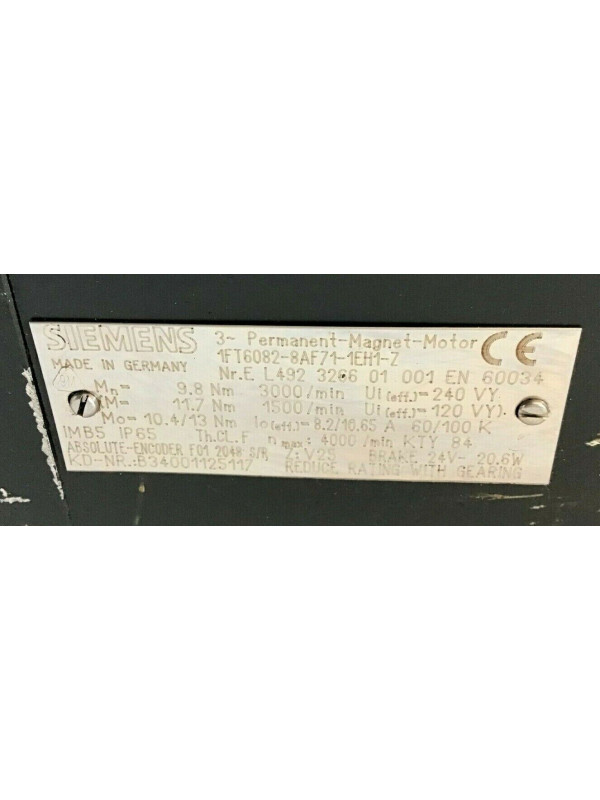 SIEMENS 3~ Permanent-Magnet-Motor CE
1FT6082-8AF71-1EH1-Z
MADE IN GERMANY Nr.E L492 3266 01 001 EN 60034
Mn= 9.8 Nm 3000/min Ui(eff.)=240 VY
M= 11.7 Nm 1500/min Ui(eff.)=120 VY).
Mo= 10.4/13 Nm Io(eff.)= 8.2/10.65 A 60/100 K
IMB5 IP65 Th.CL.F n max: 4000/min KTY 84
ABSOLUTE-ENCODER F01 2048 S/R Z: V2S BRAKE 24V- 20.6W
KD-NR.:B34001125117 REDUCE RATING WITH GEARING